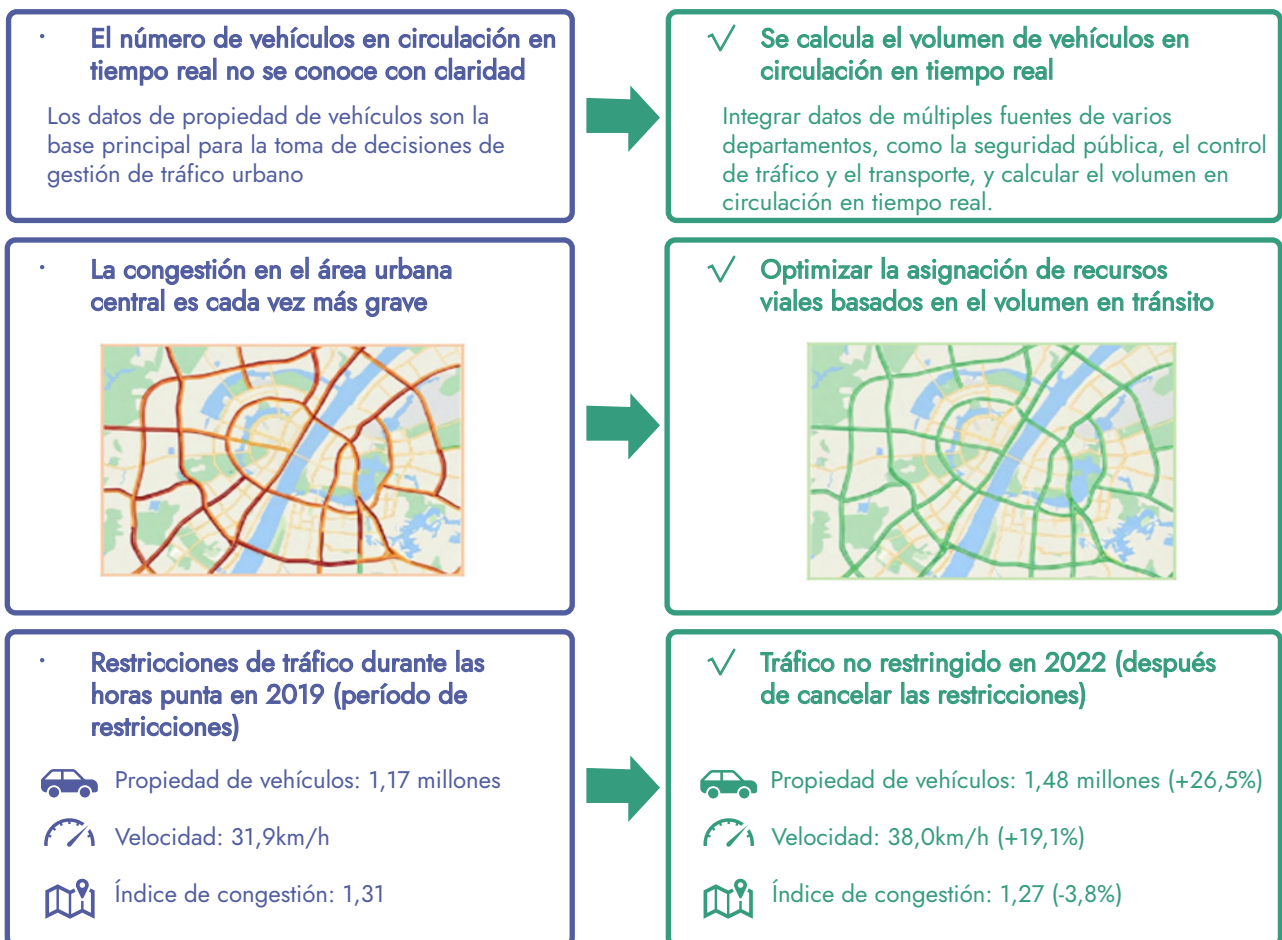 · El número de vehículos en circulación en
tiempo real no se conoce con claridad
Los datos de propiedad de vehículos son la
base principal para la toma de decisiones de
gestión de tráfico urbano
√ Se calcula el volumen de vehículos en
circulación en tiempo real
Integrar datos de múltiples fuentes de varios
departamentos, como la seguridad pública, el control
de tráfico y el transporte, y calcular el volumen en
circulación en tiempo real.
· La congestión en el área urbana
central es cada vez más grave
√ Optimizar la asignación de recursos
viales basados en el volumen en tránsito
· Restricciones de tráfico durante las
horas punta en 2019 (período de
restricciones)
Propiedad de vehículos: 1,17 millones
Velocidad: 31,9km/h
Índice de congestión: 1,31
√ Tráfico no restringido en 2022 (después
de cancelar las restricciones)
Propiedad de vehículos: 1,48 millones (+26,5%)
Velocidad: 38,0km/h (+19,1%)
Índice de congestión: 1,27 (-3,8%)